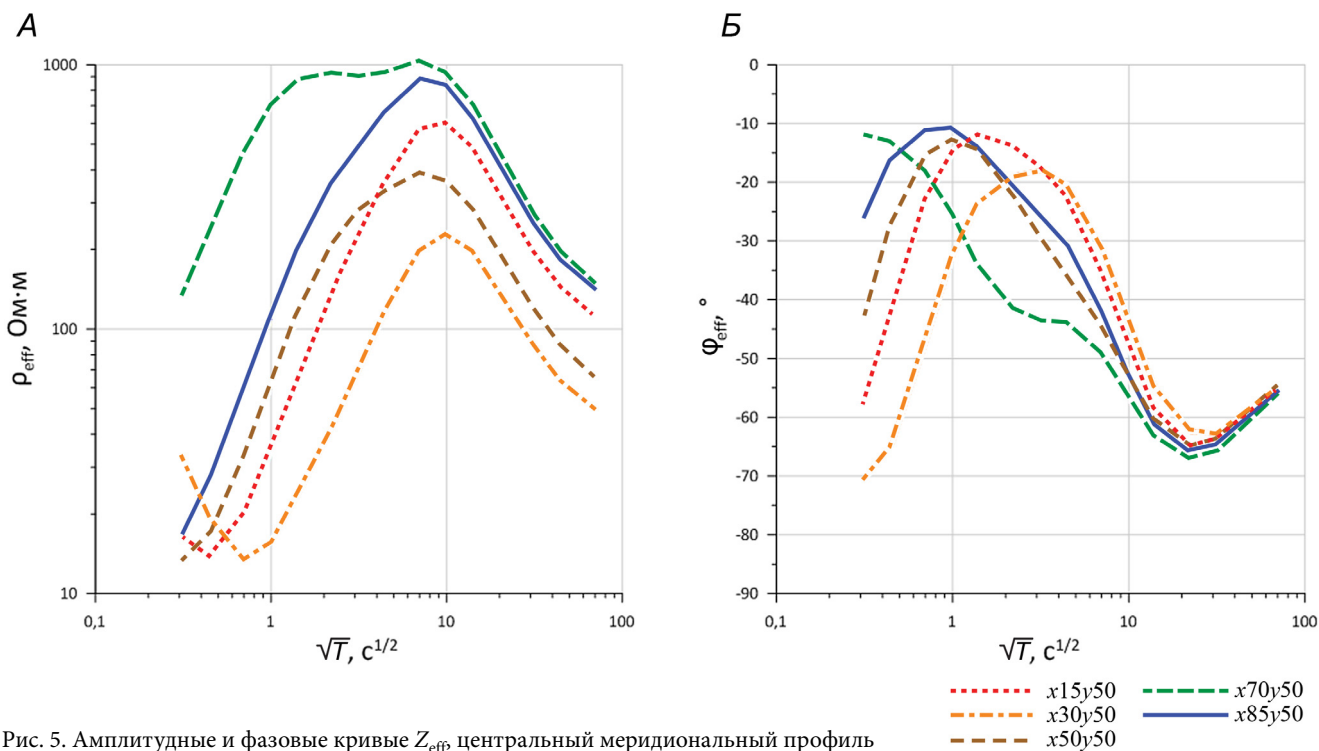 А
Б
1000
100
10
0,1
1
10
100
ρeff, Ом·м
√T, c1/2
0
-10
-20
-30
-40
-50
-60
-70
-80
-90
0,1
1
10
100
φeff, °
√T, c1/2
x15y50
x70y50
x30y50
x85y50
x50y50
Рис. 5. Амплитудные и фазовые кривые Zeff, центральный меридиональный профиль